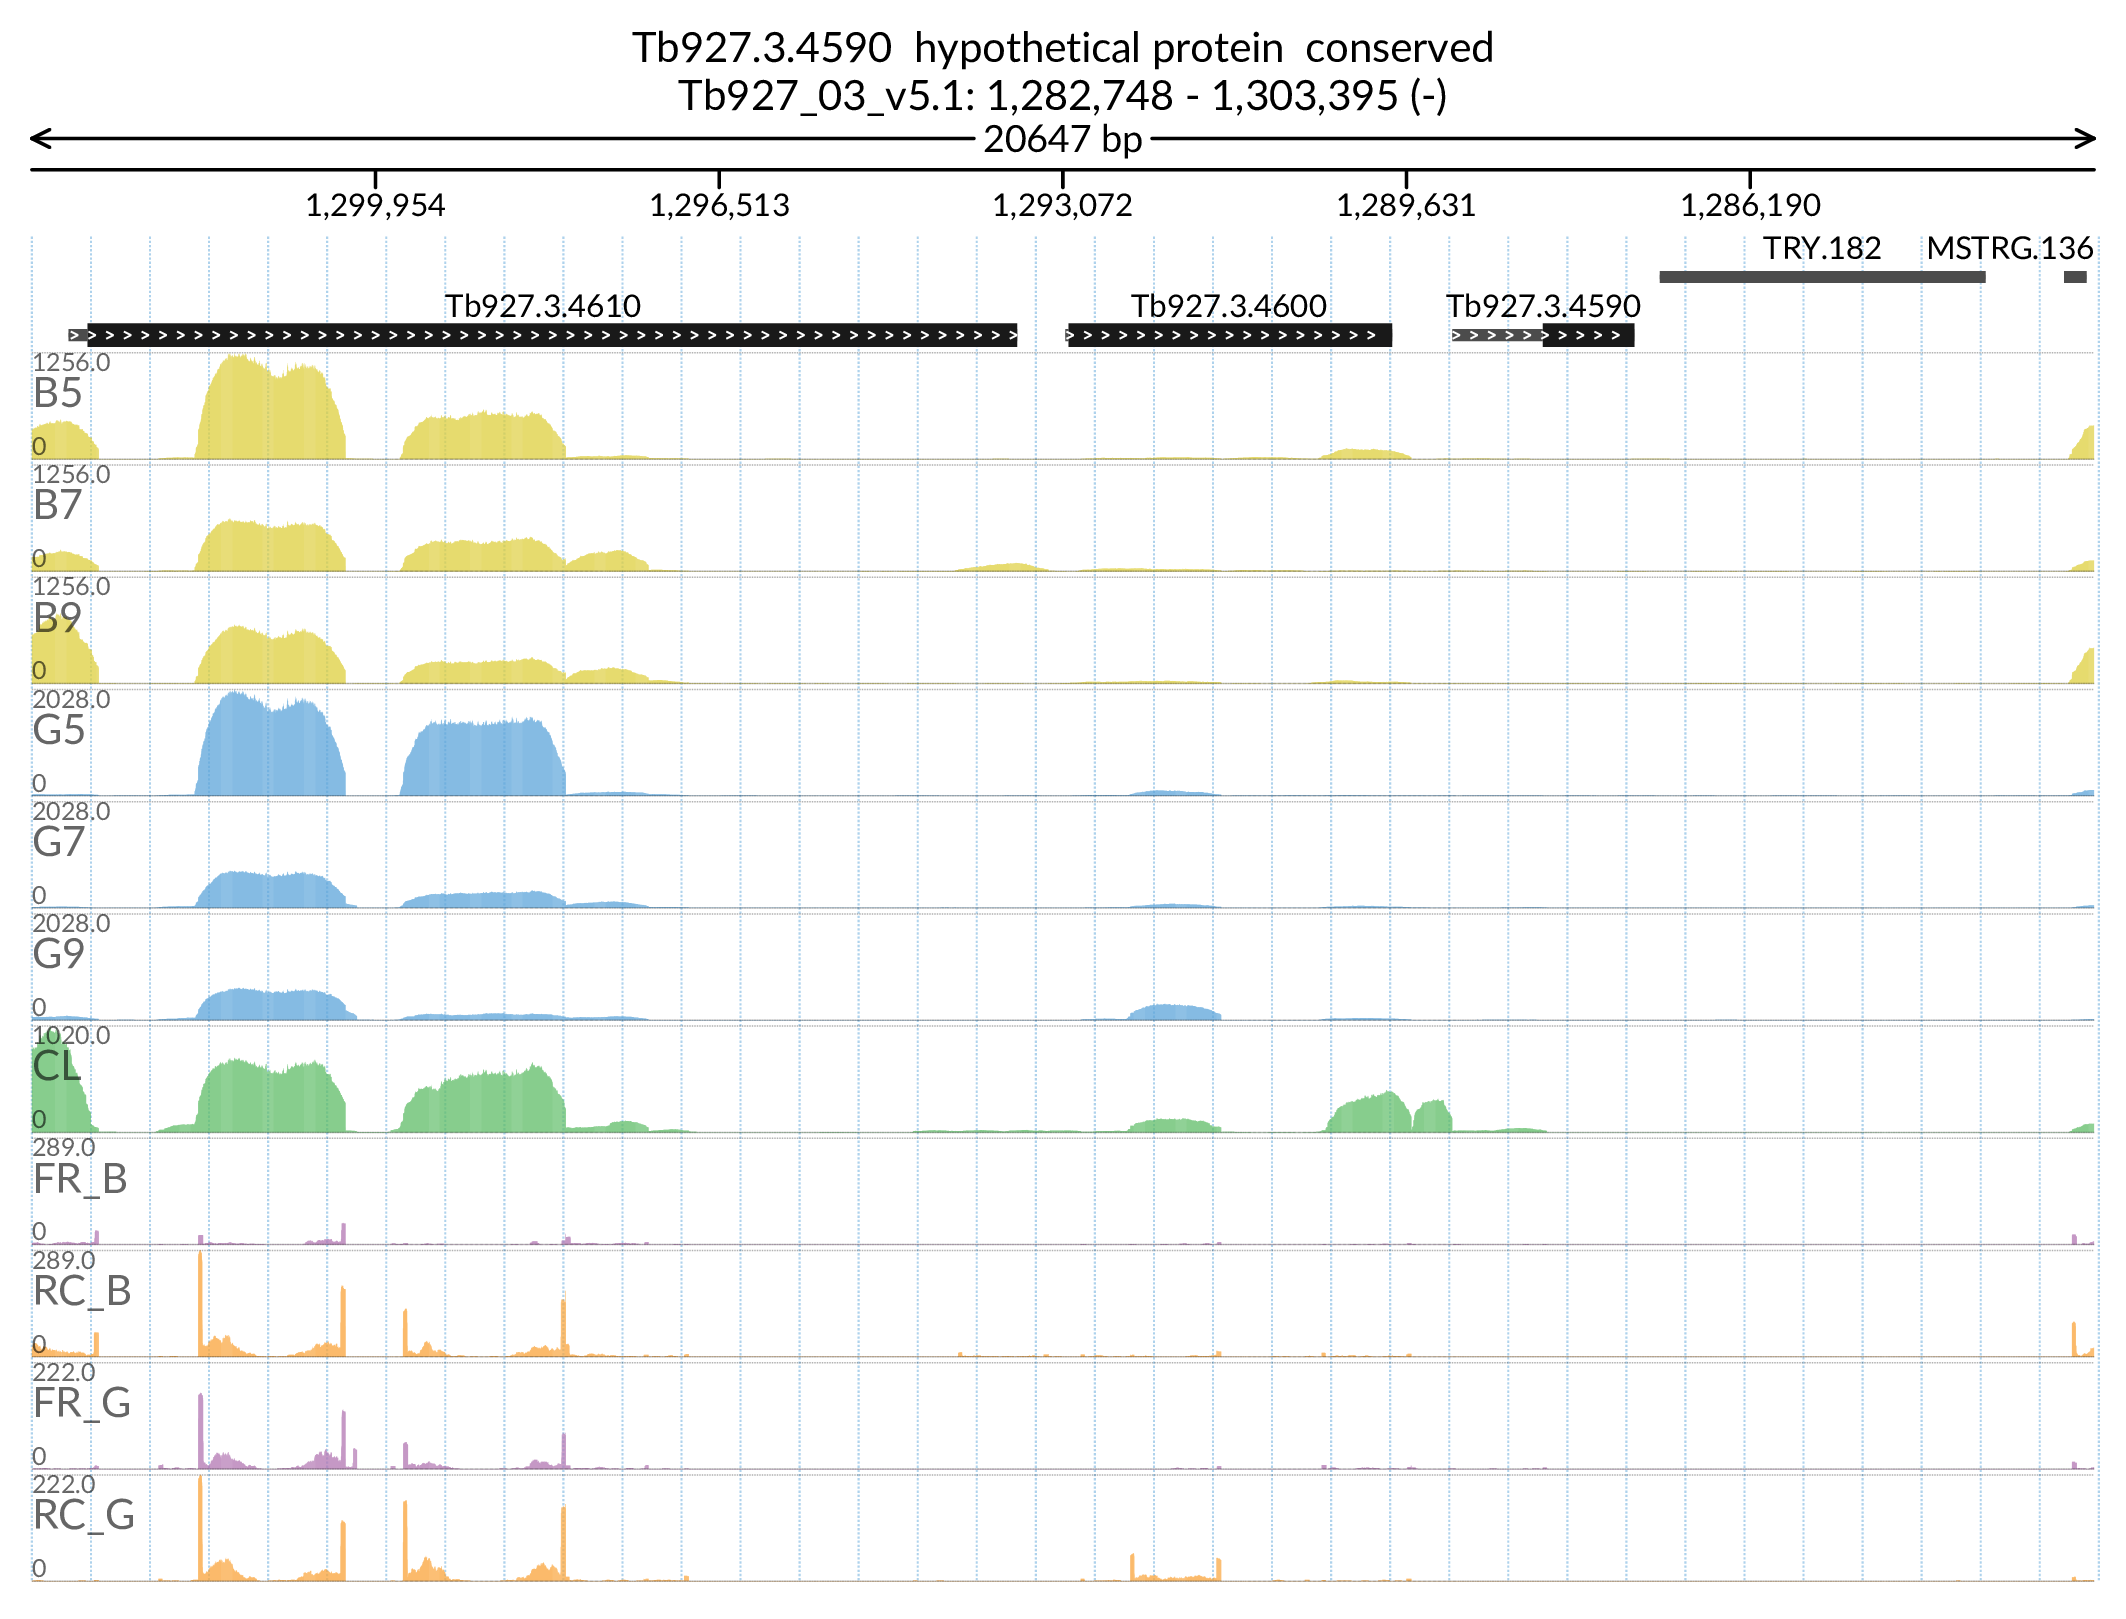 Tb927.3.4590 hypothetical protein conserved
Tb927_03_v5.1: 1,282,748 - 1,303,395 (-)
20647 bp
1,299,954 1,296,513 1,293,072 1,289,631 1,286,190
TRY.182 MSTRG.136
Tb927.3.4610 Tb927.3.4600 Tb927.3.4590
1256.0
B5
0
1256.0
B7
0
1256.0
B9
0
2028.0
G5
0
2028.0
G7
0
2028.0
G9
0
1020.0
CL
0
289.0
FR_B
0
289.0
RC_B
0
222.0
FR_G
0
222.0
RC_G
0